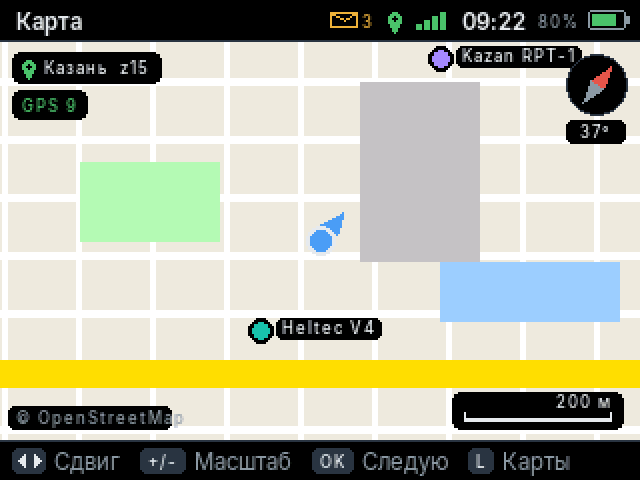 Карта 3 09:22 80%
Kazan RPT-1
Казань z15
GPS 9
37°
Heltec V4
200 м
© OpenStreetMap
Сдвиг +/- Масштаб OK Следую L Карты